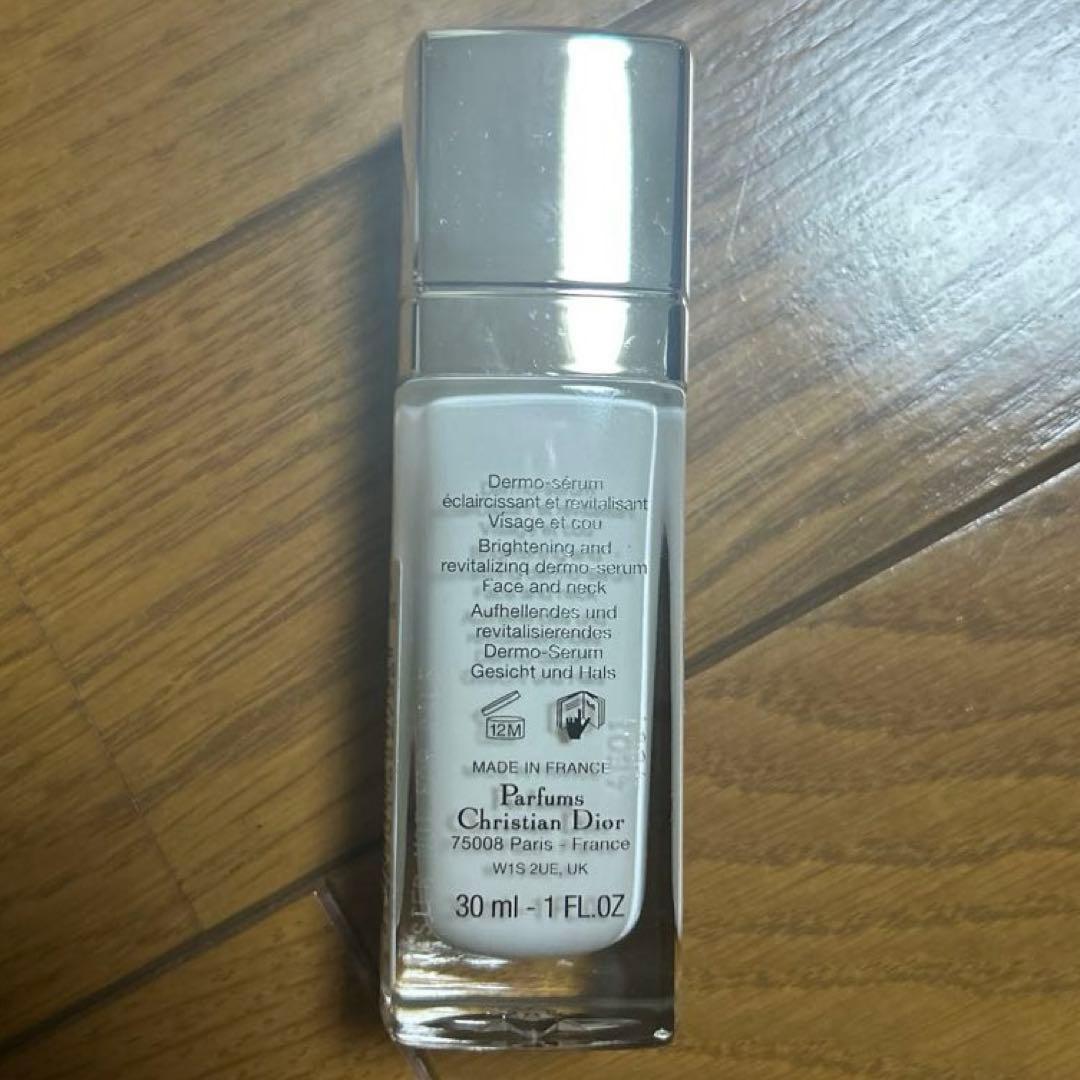 Dermo-sérum
éclaircissant et revitalisant
Visage et cou
Brightening and
revitalizing dermo-serum
Face and neck
Aufhellendes und
revitalisierendes
Dermo-Serum
Gesicht und Hals
12M
MADE IN FRANCE
Parfums
Christian Dior
75008 Paris - France
W1S 2UE, UK
30 ml - 1 FL.OZ